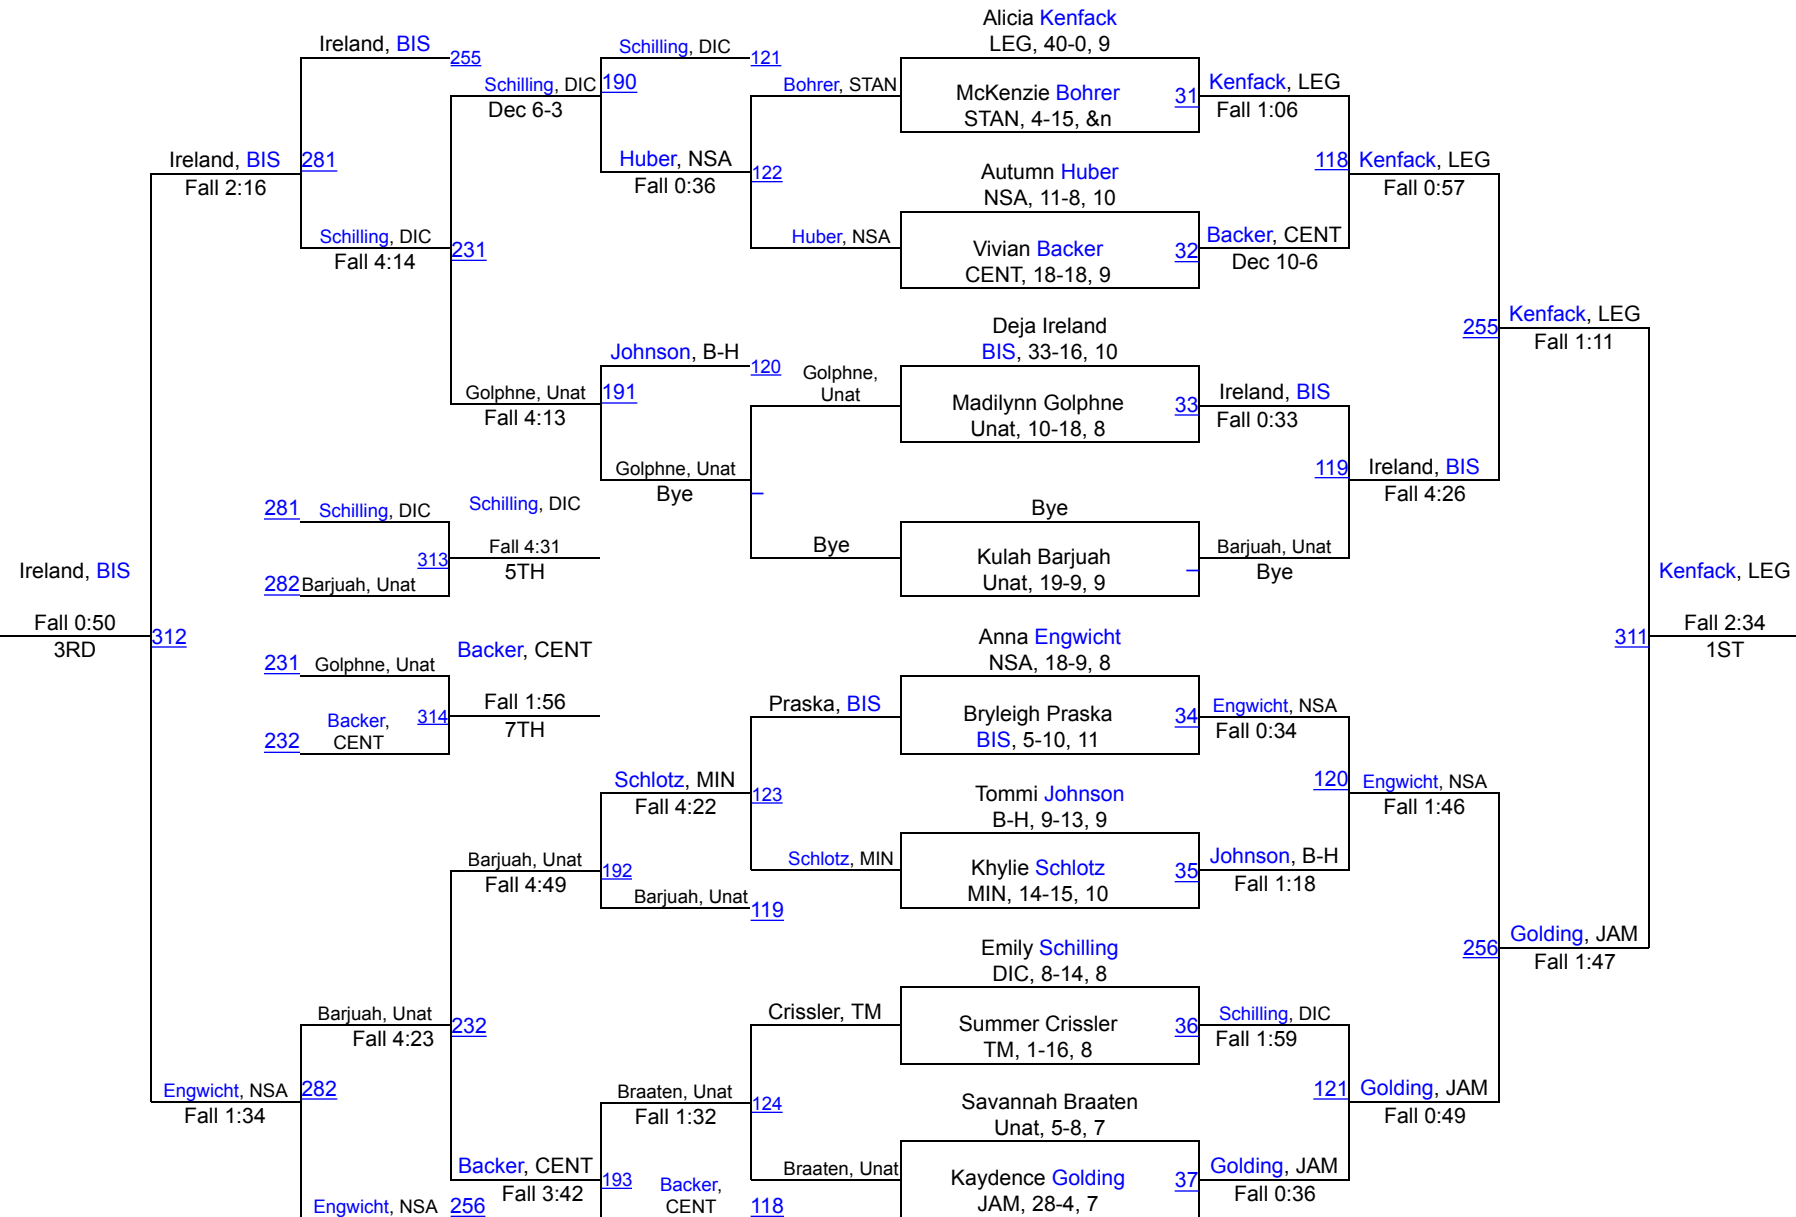 Alicia Kenfack
LEG, 40-0, 9
Ireland, BIS
255
Schilling, DIC
121
Schilling, DIC
190
Dec 6-3
Bohrer, STAN
McKenzie Bohrer
STAN, 4-15, &n
31
Kenfack, LEG
Fall 1:06
Ireland, BIS
281
Fall 2:16
Huber, NSA
122
Fall 0:36
Autumn Huber
NSA, 11-8, 10
118
Kenfack, LEG
Fall 0:57
Schilling, DIC
231
Fall 4:14
Huber, NSA
Vivian Backer
CENT, 18-18, 9
32
Backer, CENT
Dec 10-6
Deja Ireland
BIS, 33-16, 10
255
Kenfack, LEG
Fall 1:11
Johnson, B-H
120
Golphne,
Unat
Golphne, Unat
191
Fall 4:13
Madilynn Golphne
Unat, 10-18, 8
33
Ireland, BIS
Fall 0:33
Golphne, Unat
Bye
–
119
Ireland, BIS
Fall 4:26
281
Schilling, DIC
Schilling, DIC
Bye
313
Fall 4:31
5TH
Bye
Kulah Barjuah
Unat, 19-9, 9
–
Barjuah, Unat
Bye
282
Barjuah, Unat
Ireland, BIS
Fall 0:50
3RD
312
Kenfack, LEG
311
Fall 2:34
1ST
Anna Engwicht
NSA, 18-9, 8
231
Golphne, Unat
Backer, CENT
314
Fall 1:56
7TH
232
Backer,
CENT
Praska, BIS
Bryleigh Praska
BIS, 5-10, 11
34
Engwicht, NSA
Fall 0:34
Schlotz, MIN
123
Fall 4:22
Tommi Johnson
B-H, 9-13, 9
120
Engwicht, NSA
Fall 1:46
Barjuah, Unat
192
Fall 4:49
Schlotz, MIN
Khylie Schlotz
MIN, 14-15, 10
35
Johnson, B-H
Fall 1:18
Barjuah, Unat
119
Emily Schilling
DIC, 8-14, 8
256
Golding, JAM
Fall 1:47
Barjuah, Unat
232
Fall 4:23
Crissler, TM
Summer Crissler
TM, 1-16, 8
36
Schilling, DIC
Fall 1:59
Engwicht, NSA
282
Fall 1:34
Braaten, Unat
124
Fall 1:32
Savannah Braaten
Unat, 5-8, 7
121
Golding, JAM
Fall 0:49
Backer, CENT
193
Fall 3:42
Braaten, Unat
Kaydence Golding
JAM, 28-4, 7
37
Golding, JAM
Fall 0:36
Engwicht, NSA
256
Backer,
CENT
118